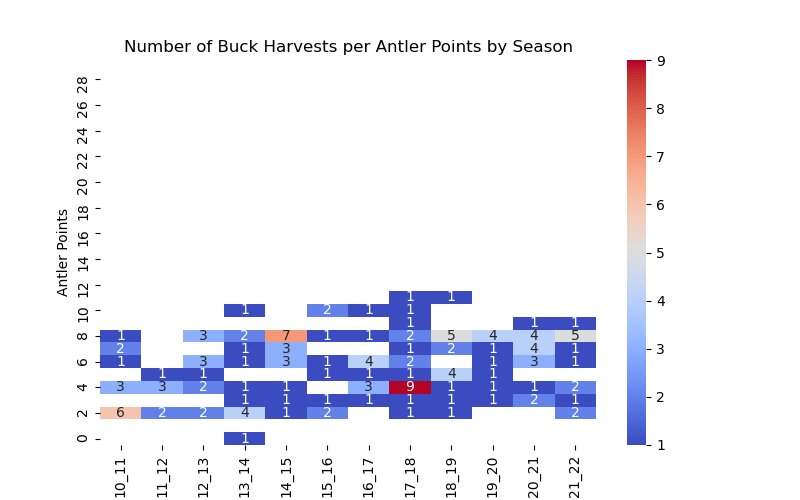 Number of Buck Harvests per Antler Points by Season
Antler Points
28
26
24
22
20
18
16
14
12
1 1
10 1 2 1 1
1 1 1
8 1 3 2 7 1 1 2 5 4 4 5
2 1 3 1 2 1 4 1
6 1 3 1 3 1 4 2 1 3 1
1 1 1 1 1 4 1
4 3 3 2 1 1 3 9 1 1 1 2
1 1 1 1 1 1 1 2 1
2 6 2 2 4 1 2 1 1 2
0 1
10_11 11_12 12_13 13_14 14_15 15_16 16_17 17_18 18_19 19_20 20_21 21_22
9
8
7
6
5
4
3
2
1